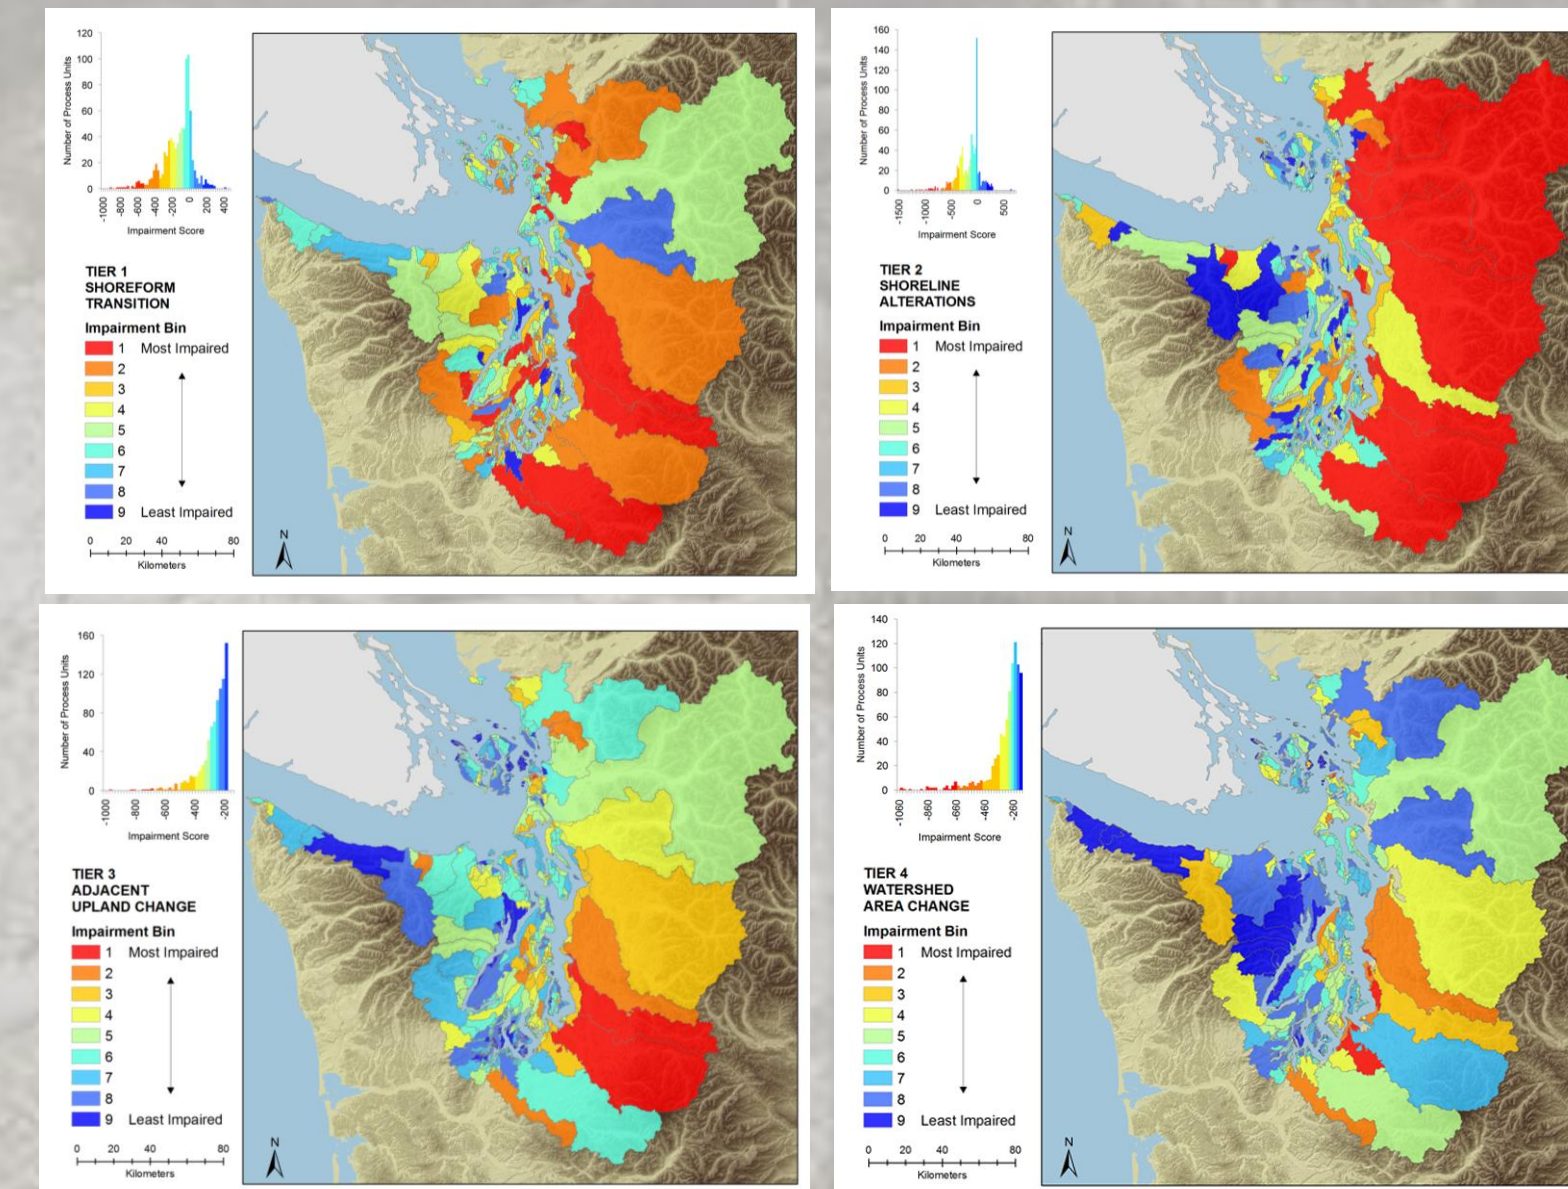 120
100
80
60
40
20
0
Number of Process Units
-1000
-800
-600
-400
-200
0
200
400
Impairment Score
TIER 1
SHOREFORM
TRANSITION
Impairment Bin
1 Most Impaired
2
3
4
5
6
7
8
9 Least Impaired
0 20 40 80
Kilometers
N
160
140
120
100
80
60
40
20
0
Number of Process Units
-1500
-1000
-500
0
500
Impairment Score
TIER 2
SHORELINE
ALTERATIONS
Impairment Bin
1 Most Impaired
2
3
4
5
6
7
8
9 Least Impaired
0 20 40 80
Kilometers
N
160
120
80
40
0
Number of Process Units
-1000
-800
-600
-400
-200
Impairment Score
TIER 3
ADJACENT
UPLAND CHANGE
Impairment Bin
1 Most Impaired
2
3
4
5
6
7
8
9 Least Impaired
0 20 40 80
Kilometers
N
140
120
100
80
60
40
20
0
Number of Process Units
-1060
-860
-660
-460
-260
Impairment Score
TIER 4
WATERSHED
AREA CHANGE
Impairment Bin
1 Most Impaired
2
3
4
5
6
7
8
9 Least Impaired
0 20 40 80
Kilometers
N